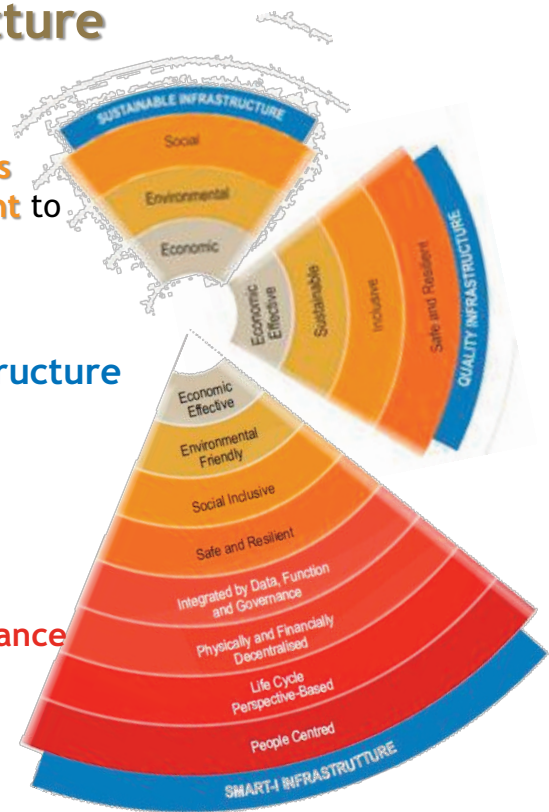 cture
SUSTAINABLE INFRASTRUCTURE
Social
s
Environmental
nt to
Economic
Economic
Effective
Sustainable
Inclusive
Safe and Resilient
QUALITY INFRASTRUCTURE
ructure
Economic
Effective
Environmental
Friendly
Social Inclusive
Safe and Resilient
Integrated by Data, Function
and Governance
ance
Physically and Financially
Decentralised
Life Cycle
Perspective-Based
People Centred
SMART-I INFRASTRUTTURE